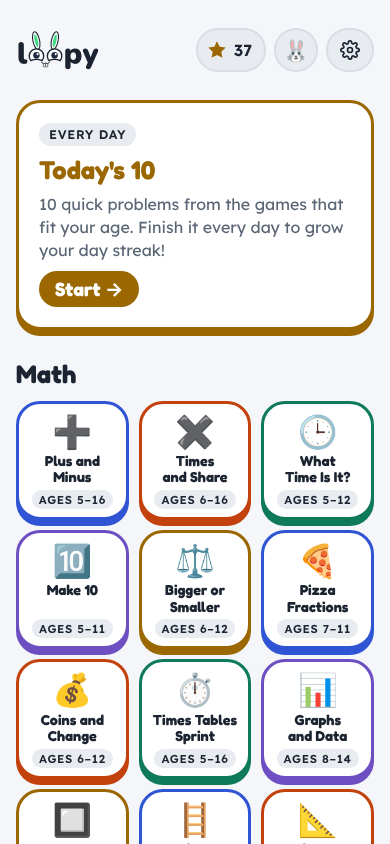 loopy
37
EVERY DAY
Today's 10
10 quick problems from the games that
fit your age. Finish it every day to grow
your day streak!
Start →
Math
Plus and
Minus
AGES 5–16
Times
and Share
AGES 6–16
What
Time Is It?
AGES 5–12
10
Make 10
AGES 5–11
Bigger or
Smaller
AGES 6–12
Pizza
Fractions
AGES 7–11
Coins and
Change
AGES 6–12
Times Tables
Sprint
AGES 5–16
Graphs
and Data
AGES 8–14